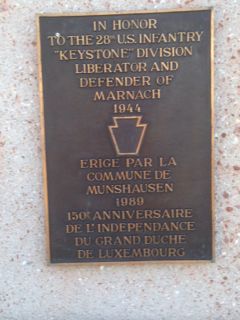 IN HONOR
TO THE 28th U.S. INFANTRY
"KEYSTONE" DIVISION
LIBERATOR AND
DEFENDER OF
MARNACH
1944
ERIGE PAR LA
COMMUNE DE
MUNSHAUSEN
1989
150e ANNIVERSAIRE
DE L'INDEPENDANCE
DU GRAND DUCHE
DE LUXEMBOURG